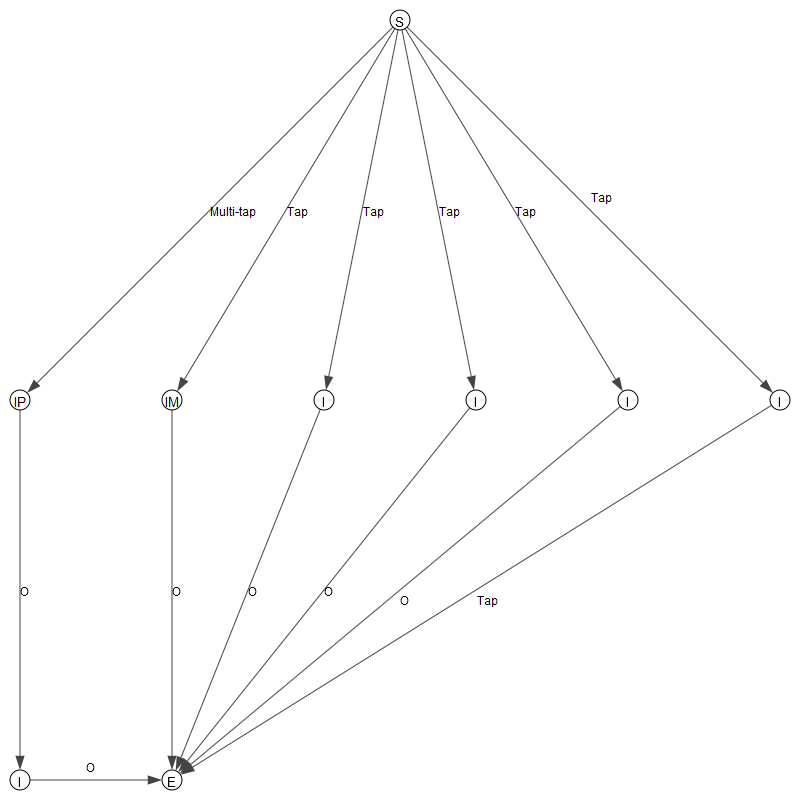 S
Tap
Multi-tap Tap Tap Tap Tap
IP IM I I I I
O O O O O Tap
O
I E